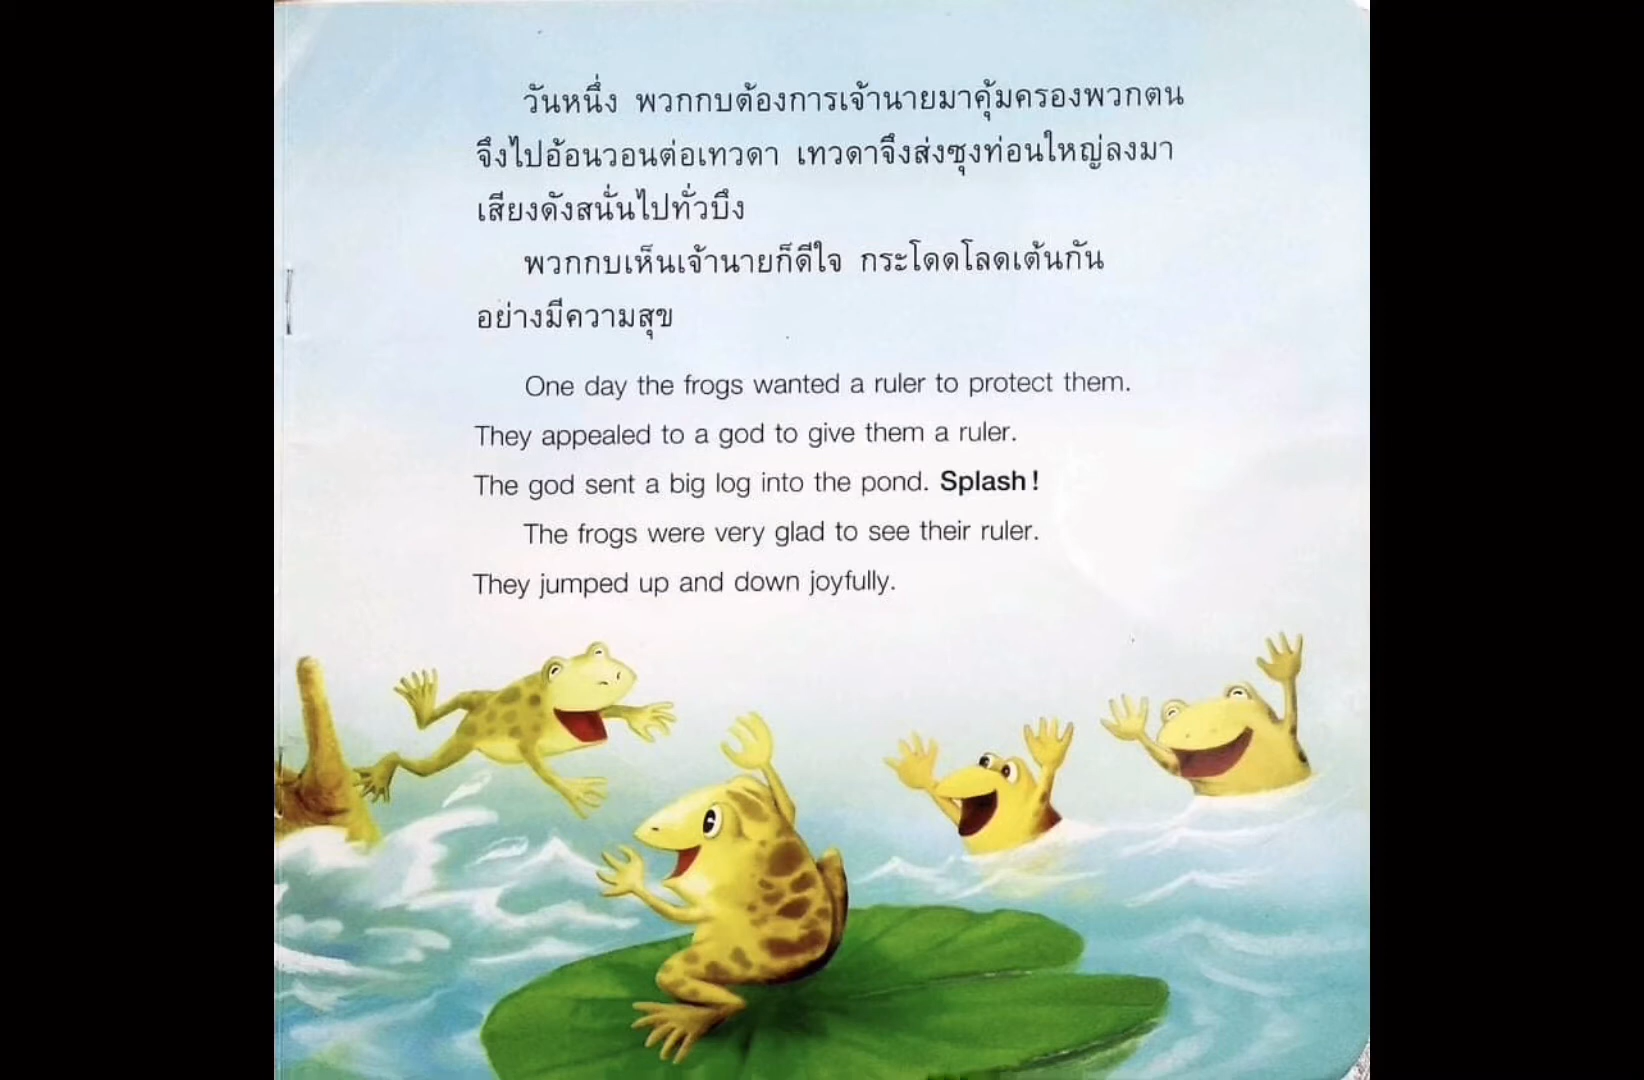 วันหนึ่ง พวกกบต้องการเจ้านายมาคุ้มครองพวกตน
จึงไปอ้อนวอนต่อเทวดา เทวดาจึงส่งซุงท่อนใหญ่ลงมา
เสียงดังสนั่นไปทั่วบึง
พวกกบเห็นเจ้านายก็ดีใจ กระโดดโลดเต้นกัน
อย่างมีความสุข
One day the frogs wanted a ruler to protect them.
They appealed to a god to give them a ruler.
The god sent a big log into the pond. Splash!
The frogs were very glad to see their ruler.
They jumped up and down joyfully.